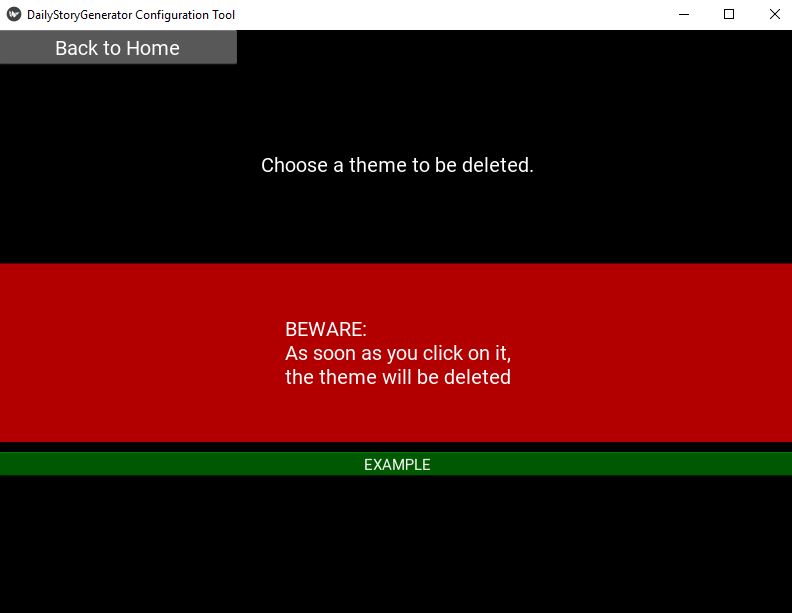 DailyStoryGenerator Configuration Tool
Back to Home
Choose a theme to be deleted.
BEWARE:
As soon as you click on it,
the theme will be deleted
EXAMPLE